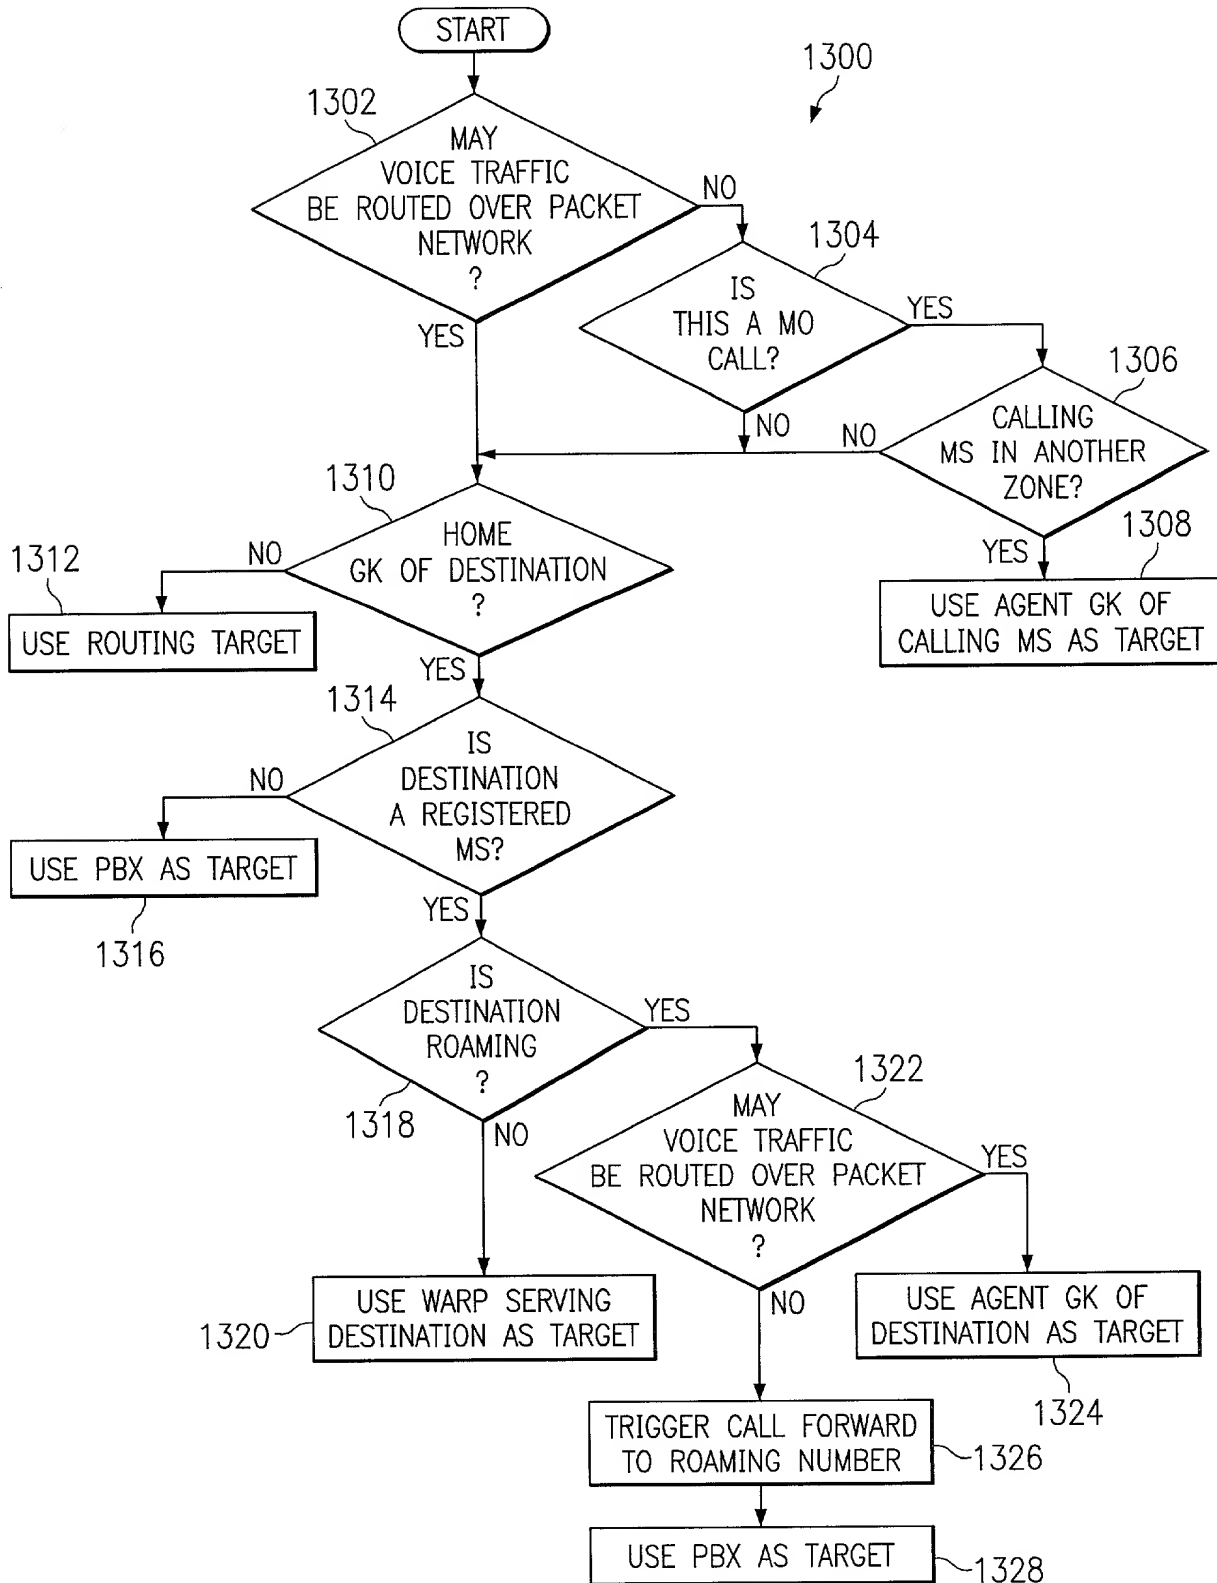 START
1300
1302
MAY
VOICE TRAFFIC
BE ROUTED OVER PACKET
NETWORK
?
NO
YES
1304
IS
THIS A MO
CALL?
YES
NO
1306
CALLING
MS IN ANOTHER
ZONE?
NO
YES
1308
USE AGENT GK OF
CALLING MS AS TARGET
1310
HOME
GK OF DESTINATION
?
NO
YES
1312
USE ROUTING TARGET
1314
IS
DESTINATION
A REGISTERED
MS?
NO
YES
USE PBX AS TARGET
1316
IS
DESTINATION
ROAMING
?
1318
YES
NO
1322
MAY
VOICE TRAFFIC
BE ROUTED OVER PACKET
NETWORK
?
YES
NO
USE WARP SERVING
DESTINATION AS TARGET
1320
USE AGENT GK OF
DESTINATION AS TARGET
1324
TRIGGER CALL FORWARD
TO ROAMING NUMBER
1326
USE PBX AS TARGET
1328